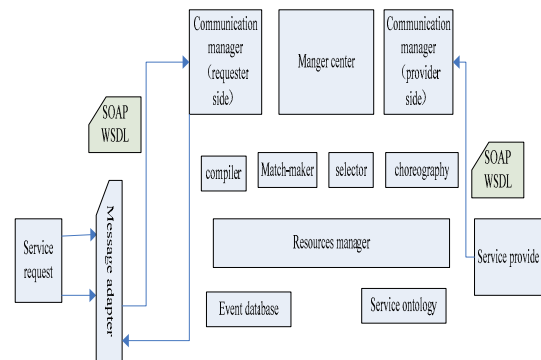 Communication
manager
(requester
side)
Manger center
Communication
manager
(provider
side)
SOAP
WSDL
compiler
Match-maker
selector
choreography
SOAP
WSDL
Service
request
Message adapter
Resources manager
Service provide
Event database
Service ontology